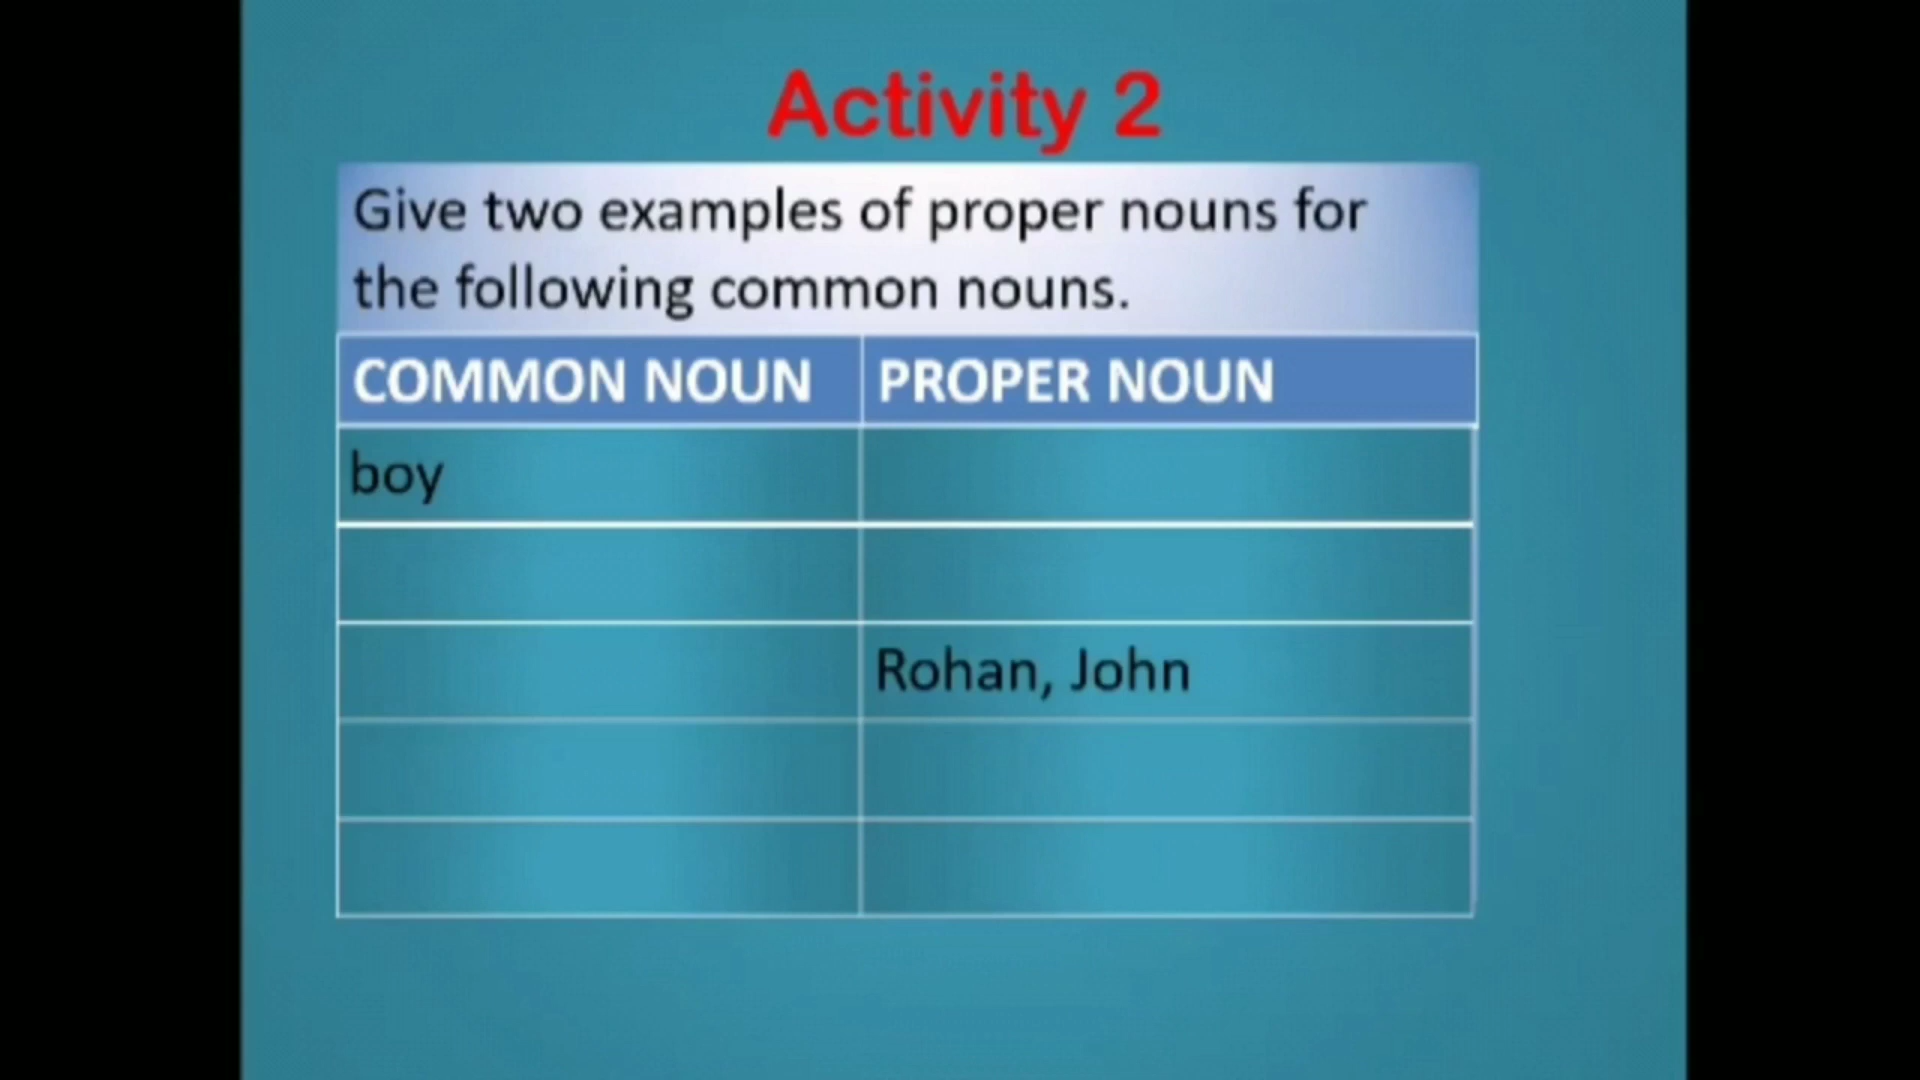 Activity 2
Give two examples of proper nouns for
the following common nouns.
COMMON NOUN PROPER NOUN
boy
Rohan, John